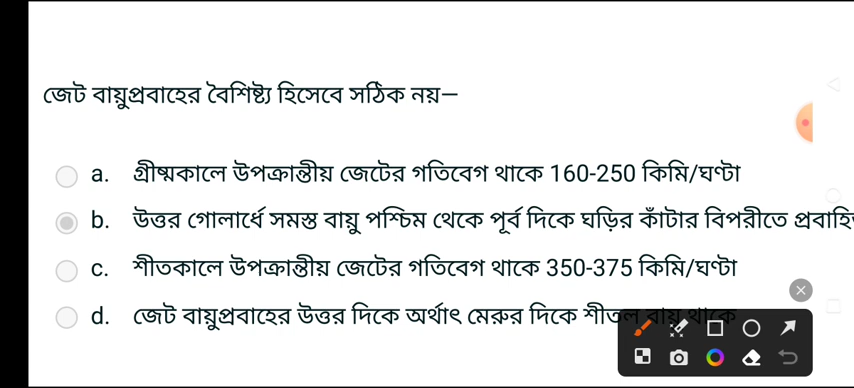 জেট বায়ুপ্রবাহের বৈশিষ্ট্য হিসেবে সঠিক নয়—
a. গ্রীষ্মকালে উপক্রান্তীয় জেটের গতিবেগ থাকে 160-250 কিমি/ঘণ্টা
b. উত্তর গোলার্ধে সমস্ত বায়ু পশ্চিম থেকে পূর্ব দিকে ঘড়ির কাঁটার বিপরীতে
c. শীতকালে উপক্রান্তীয় জেটের গতিবেগ থাকে 350-375 কিমি/ঘণ্টা
d. জেট বায়ুপ্রবাহের উত্তর দিকে অর্থাৎ মেরুর দিকে শীতল বায়ু থাকে